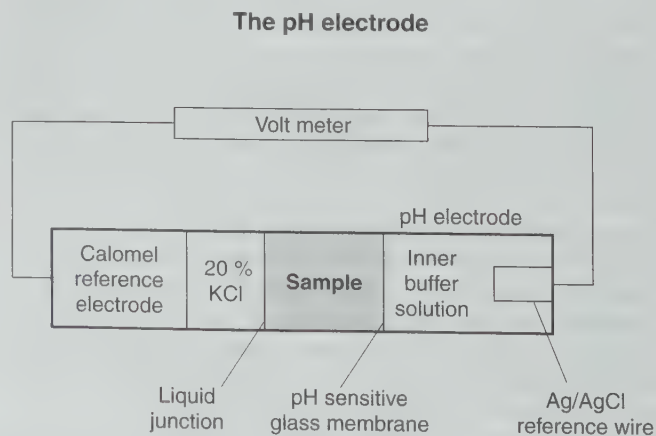 The pH electrode
Volt meter
pH electrode
Calomel
reference
electrode
20 %
KCl
Sample
Inner
buffer
solution
Liquid
junction
pH sensitive
glass membrane
Ag/AgCl
reference wire